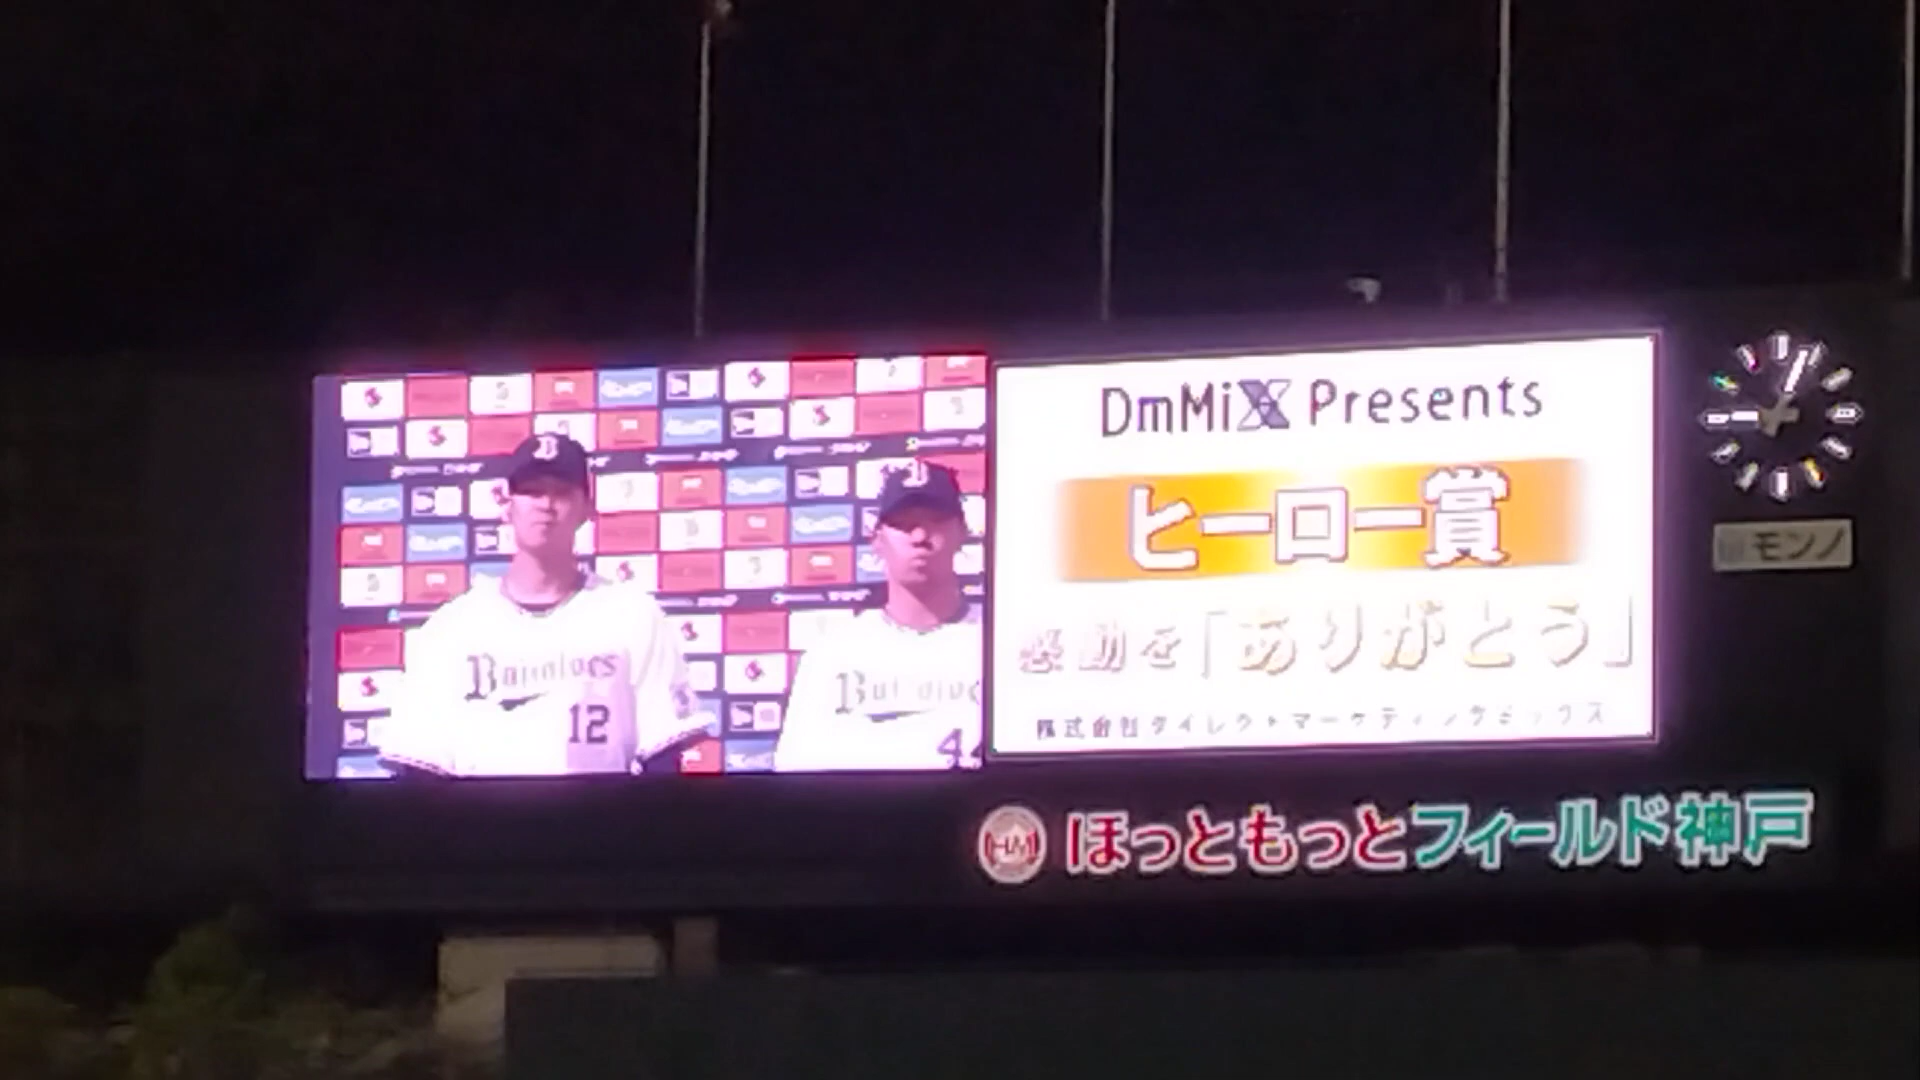 DmMiX Presents
ヒーロー賞
感動を「ありがとう」
株式会社ダイレクトマーケティングミックス
B
Buffaloes
12
B
Buffaloes
4
モンノ
HM ほっともっとフィールド神戸